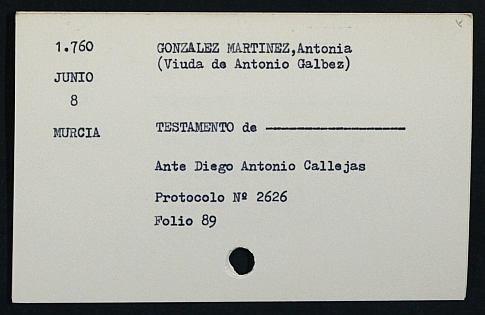 1.760
JUNIO
8
MURCIA
GONZALEZ MARTINEZ,Antonia
(Viuda de Antonio Galbez)
TESTAMENTO de --------------------
Ante Diego Antonio Callejas
Protocolo Nº 2626
Folio 89